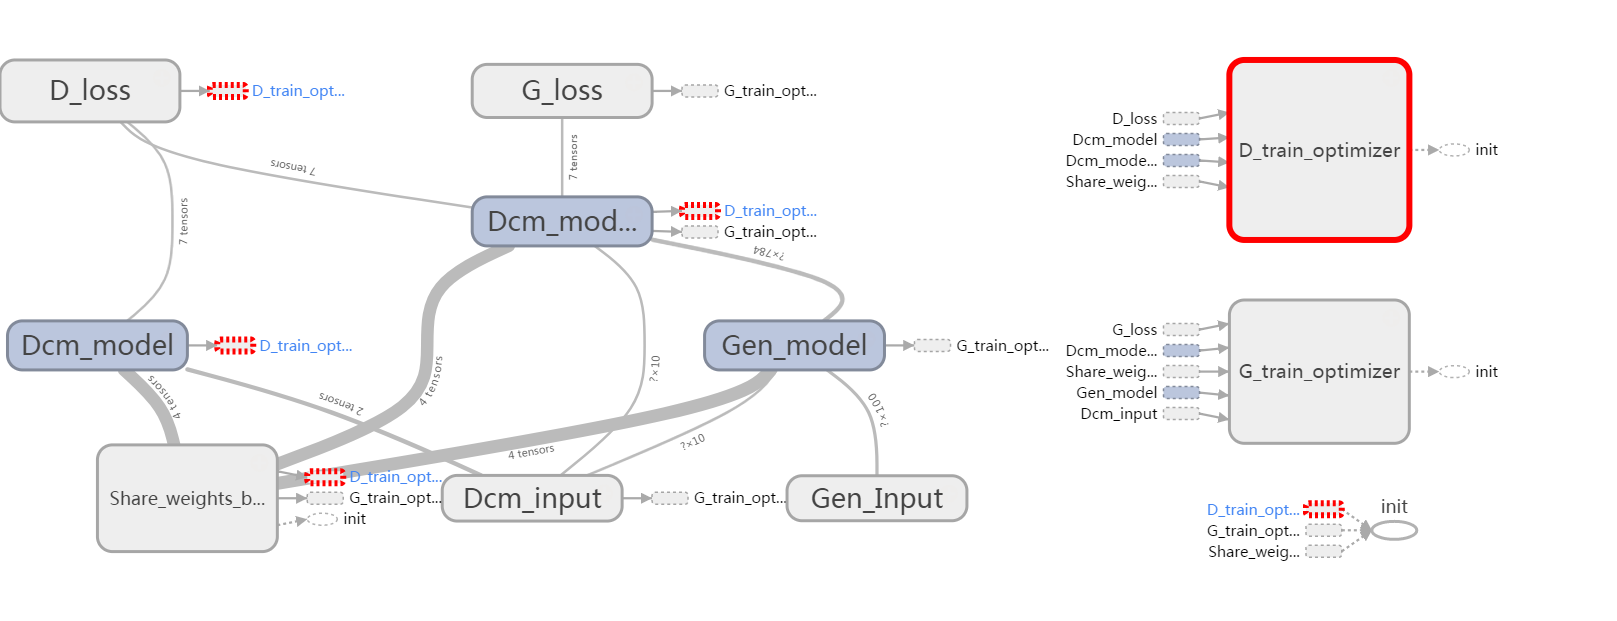 D_loss
D_train_opt...
G_loss
G_train_opt...
7 tensors
7 tensors
7 tensors
Dcm_mod...
D_train_opt...
G_train_opt...
?×784
Dcm_model
D_train_opt...
Gen_model
G_train_opt...
4 tensors
2 tensors
4 tensors
?×10
?×10
?×100
4 tensors
Share_weights_b...
D_train_opt...
G_train_opt...
init
Dcm_input
G_train_opt...
Gen_Input
D_loss
Dcm_model
Dcm_mode...
Share_weig...
D_train_optimizer
init
G_loss
Dcm_mode...
Share_weig...
Gen_model
Dcm_input
G_train_optimizer
init
init
D_train_opt...
G_train_opt...
Share_weig...